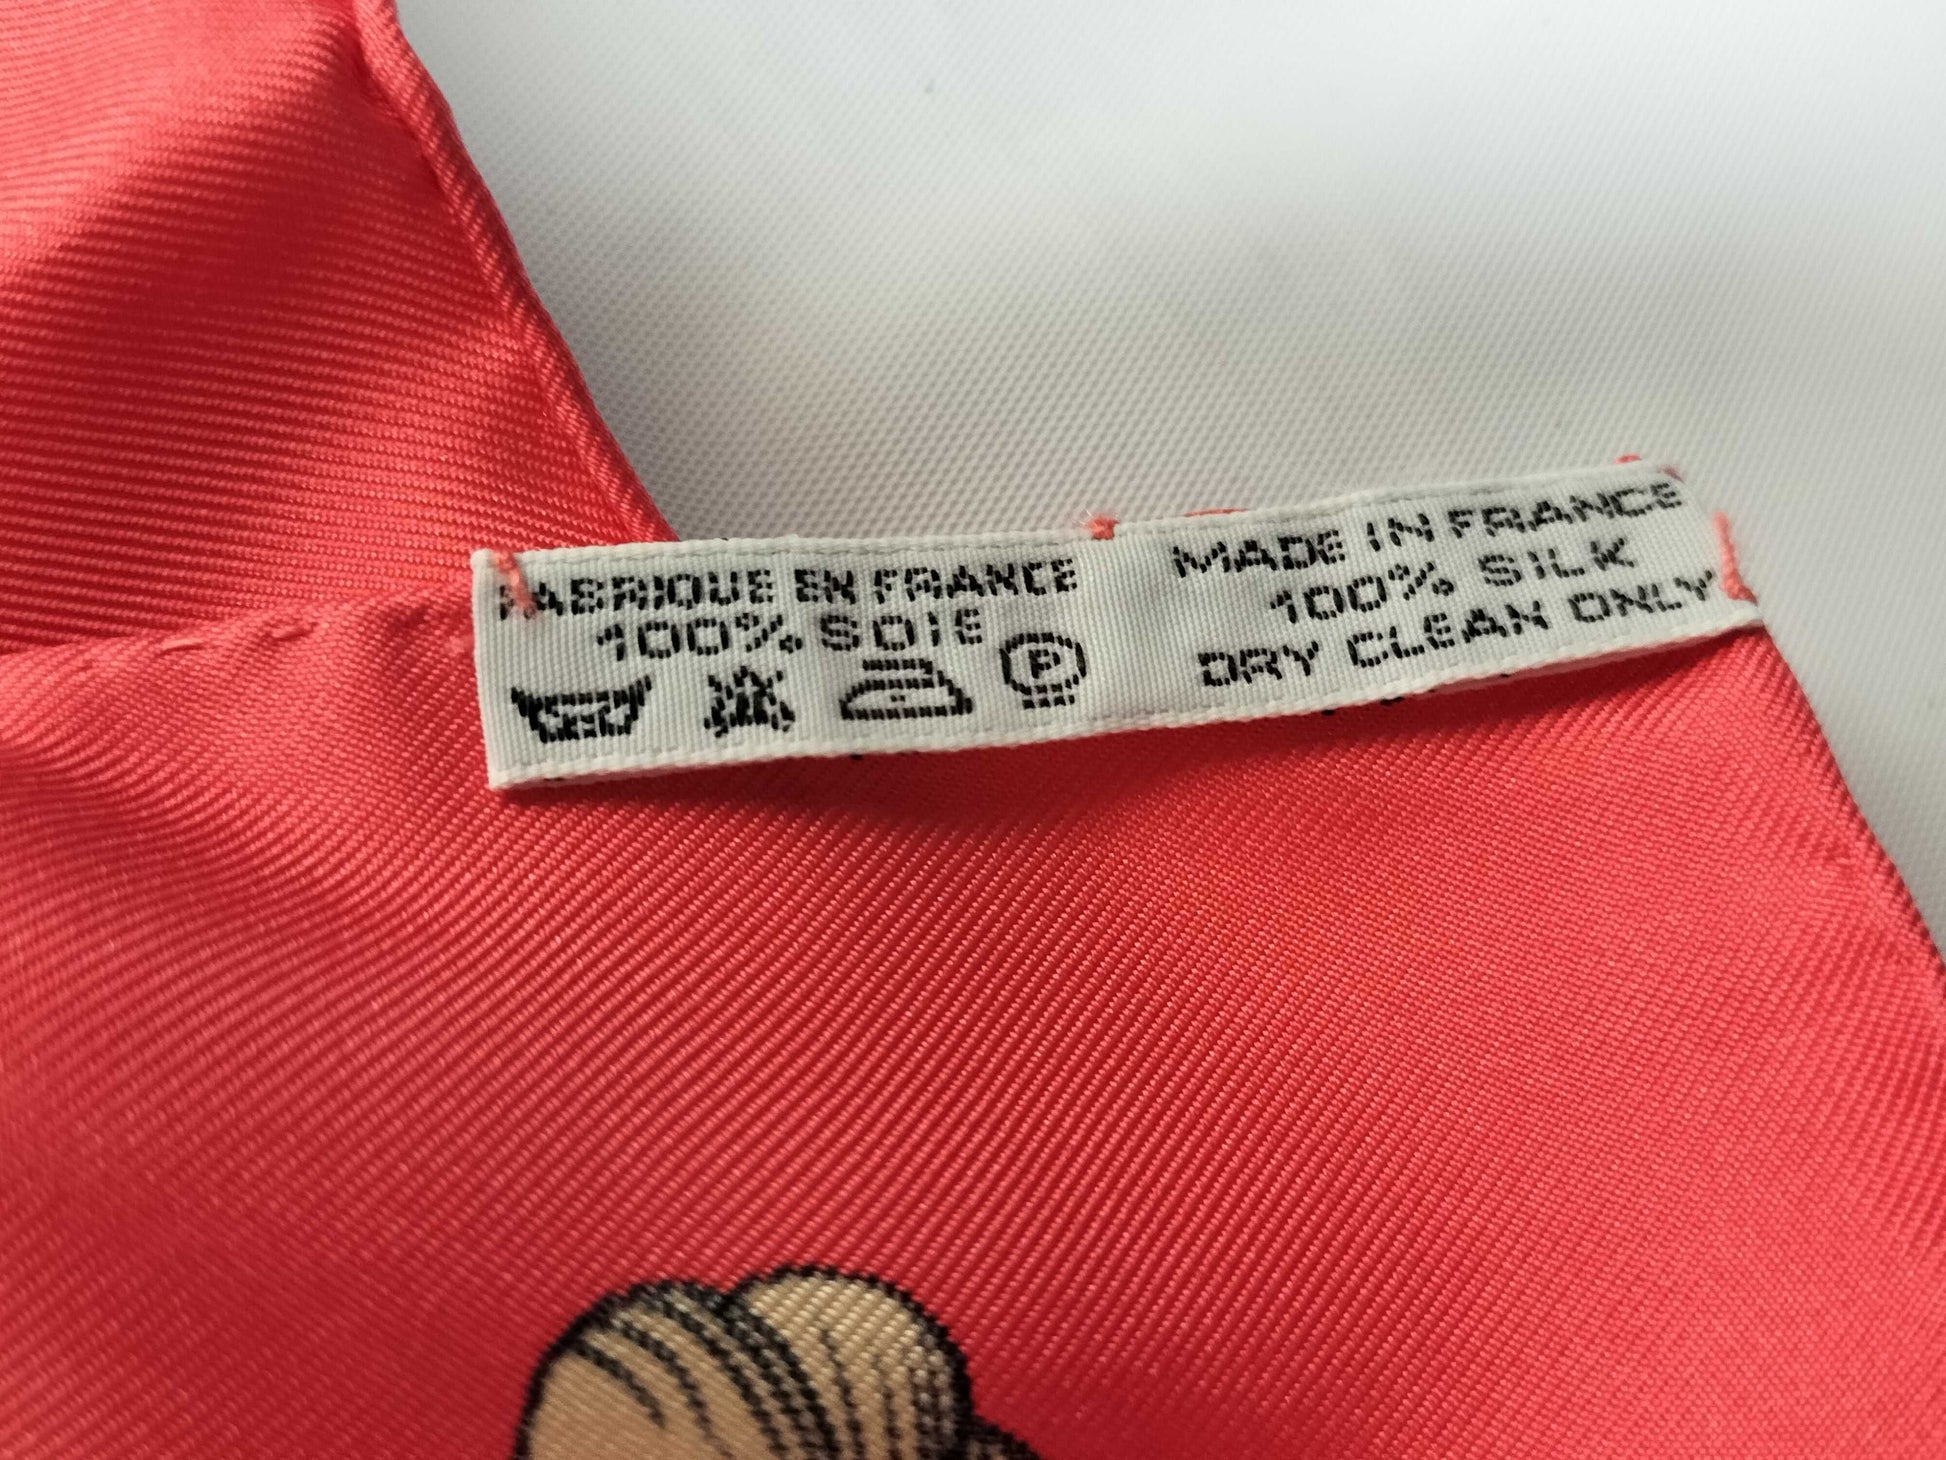 FABRIQUE EN FRANCE
100% SOIE
P
MADE IN FRANCE
100% SILK
DRY CLEAN ONLY